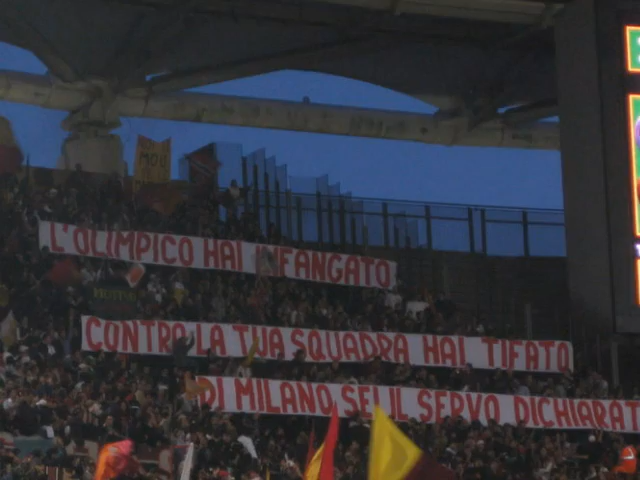 L'OLIMPICO HAI INFANGATO
CONTRO LA TUA SQUADRA HAI TIFATO
DI MILANO SEI IL SERVO DICHIARAT